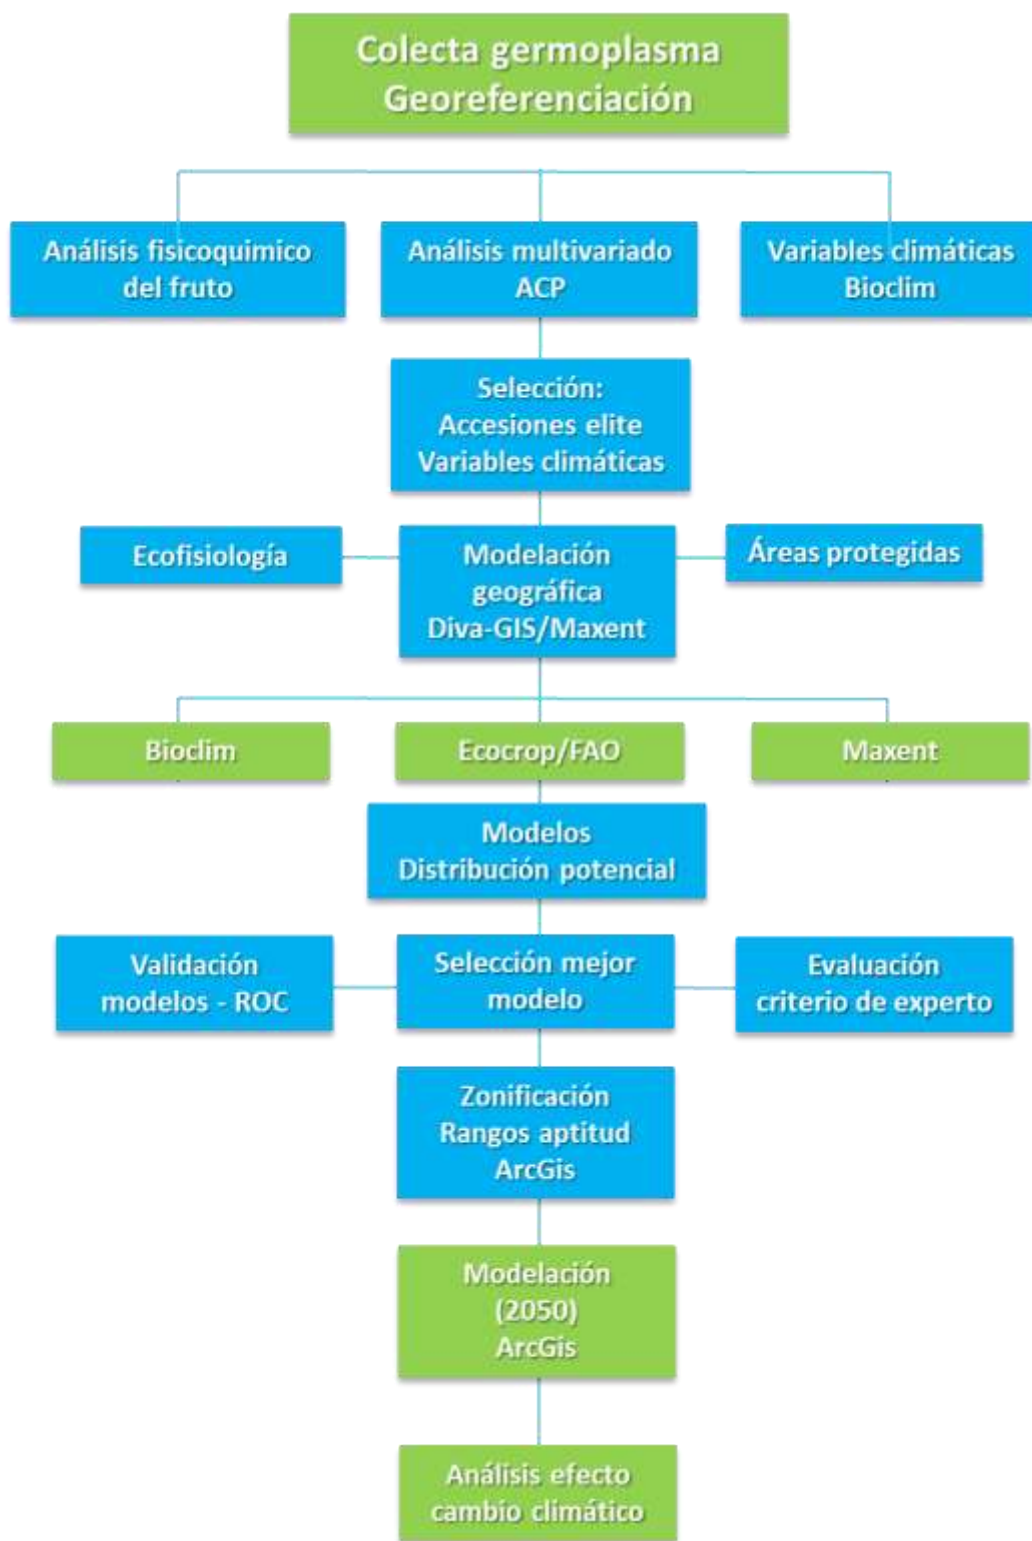 Colecta germoplasma
Georeferenciación
Análisis fisicoquimico
del fruto
Análisis multivariado
ACP
Variables climáticas
Bioclim
Selección:
Accesiones elite
Variables climáticas
Ecofisiología
Modelación
geográfica
Diva-GIS/Maxent
Áreas protegidas
Bioclim
Ecocrop/FAO
Maxent
Modelos
Distribución potencial
Validación
modelos - ROC
Selección mejor
modelo
Evaluación
criterio de experto
Zonificación
Rangos aptitud
ArcGis
Modelación
(2050)
ArcGis
Análisis efecto
cambio climático